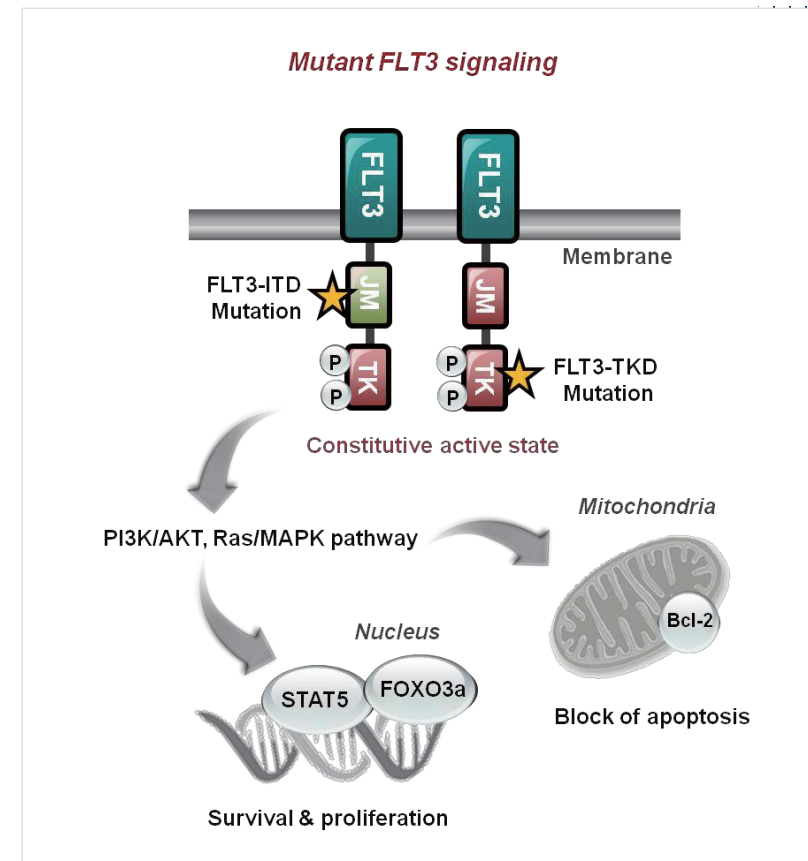 Mutant FLT3 signaling
FLT3
FLT3
Membrane
FLT3-ITD
Mutation
JM
JM
P
P
TK
P
P
TK
FLT3-TKD
Mutation
Constitutive active state
Mitochondria
PI3K/AKT, Ras/MAPK pathway
Bcl-2
Nucleus
STAT5
FOXO3a
Block of apoptosis
Survival & proliferation